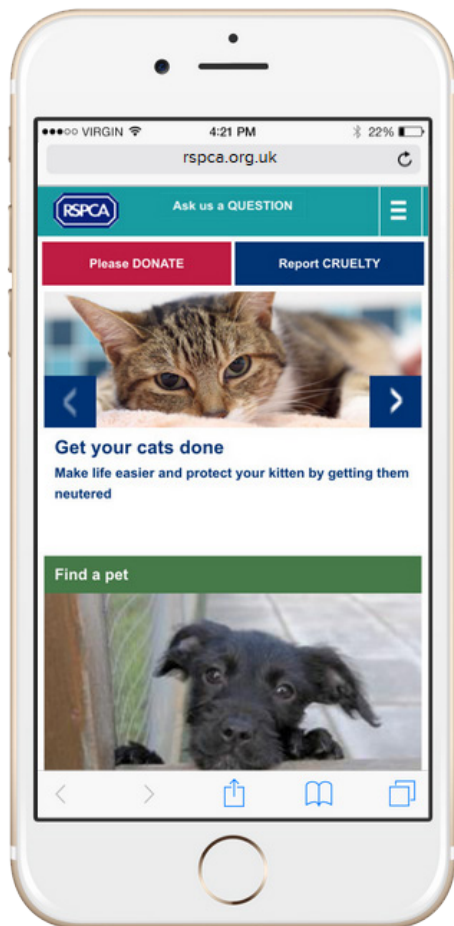 VIRGIN 4:21 PM 22%
rspca.org.uk
RSPCA Ask us a QUESTION
Please DONATE Report CRUELTY
Get your cats done
Make life easier and protect your kitten by getting them
neutered
Find a pet